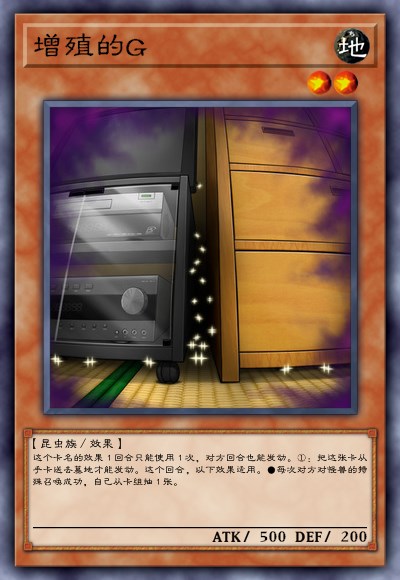 增殖的G
地
【昆虫族／效果】
这个卡名的效果１回合只能使用１次，对方回合也能发动。①：把这张卡从
手卡送去墓地才能发动。这个回合，以下效果适用。●每次对方对怪兽的特
殊召唤成功，自己从卡组抽１张。
ATK/ 500 DEF/ 200